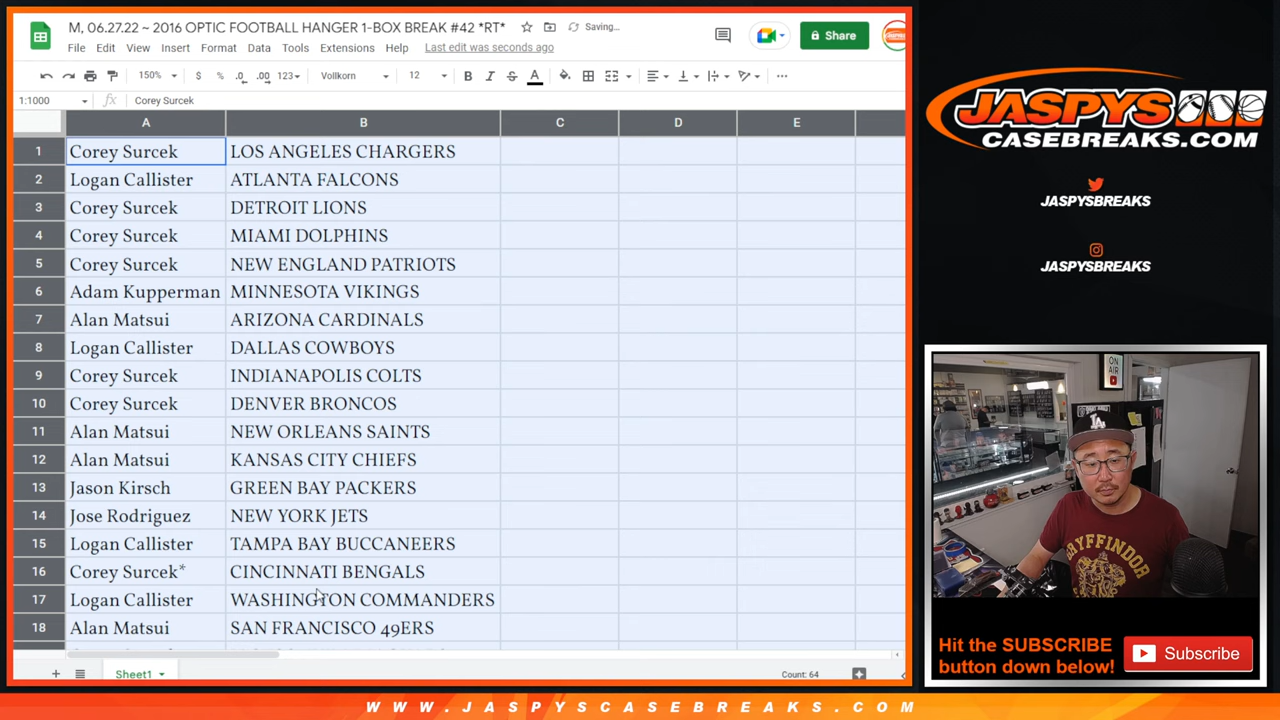 M, 06.27.22 ~ 2016 OPTIC FOOTBALL HANGER 1-BOX BREAK #42 *RT*
Saving...
File Edit View Insert Format Data Tools Extensions Help Last edit was seconds ago
Share
150% $ % .0 .00 123 Vollkorn 12 B I S A
1:1000 fx Corey Surcek
A B C D E
1 Corey Surcek LOS ANGELES CHARGERS
2 Logan Callister ATLANTA FALCONS
3 Corey Surcek DETROIT LIONS
4 Corey Surcek MIAMI DOLPHINS
5 Corey Surcek NEW ENGLAND PATRIOTS
6 Adam Kupperman MINNESOTA VIKINGS
7 Alan Matsui ARIZONA CARDINALS
8 Logan Callister DALLAS COWBOYS
9 Corey Surcek INDIANAPOLIS COLTS
10 Corey Surcek DENVER BRONCOS
11 Alan Matsui NEW ORLEANS SAINTS
12 Alan Matsui KANSAS CITY CHIEFS
13 Jason Kirsch GREEN BAY PACKERS
14 Jose Rodriguez NEW YORK JETS
15 Logan Callister TAMPA BAY BUCCANEERS
16 Corey Surcek* CINCINNATI BENGALS
17 Logan Callister WASHINGTON COMMANDERS
18 Alan Matsui SAN FRANCISCO 49ERS
Sheet1
Count: 64
JASPYS
CASEBREAKS.COM
JASPYSBREAKS
JASPYSBREAKS
ON
AIR
LA
GRYFFINDOR
Hit the SUBSCRIBE
button down below!
Subscribe
WWW.JASPYSCASEBREAKS.COM